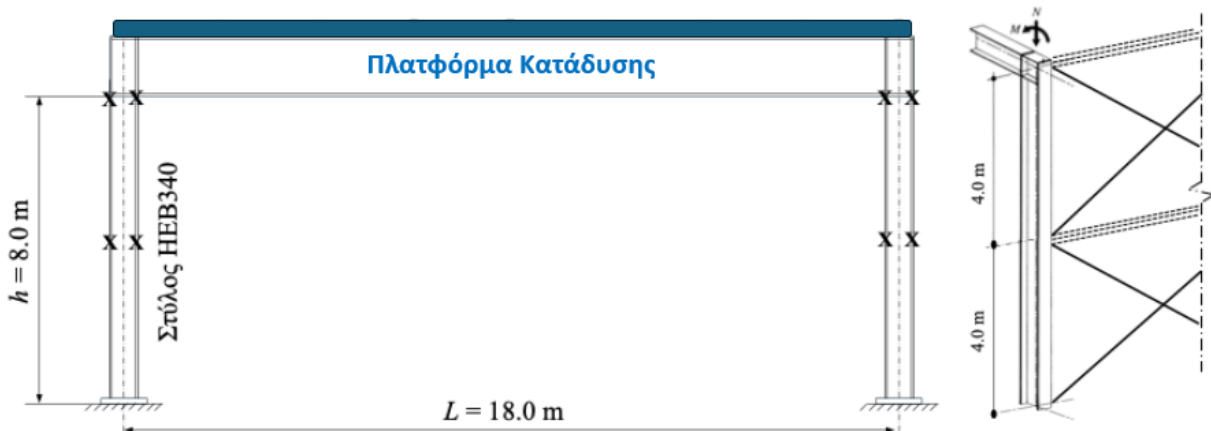 Πλατφόρμα Κατάδυσης
X X
X X
X X
X X
h = 8.0 m
Στύλος HEB340
L = 18.0 m
N
M
4.0 m
4.0 m